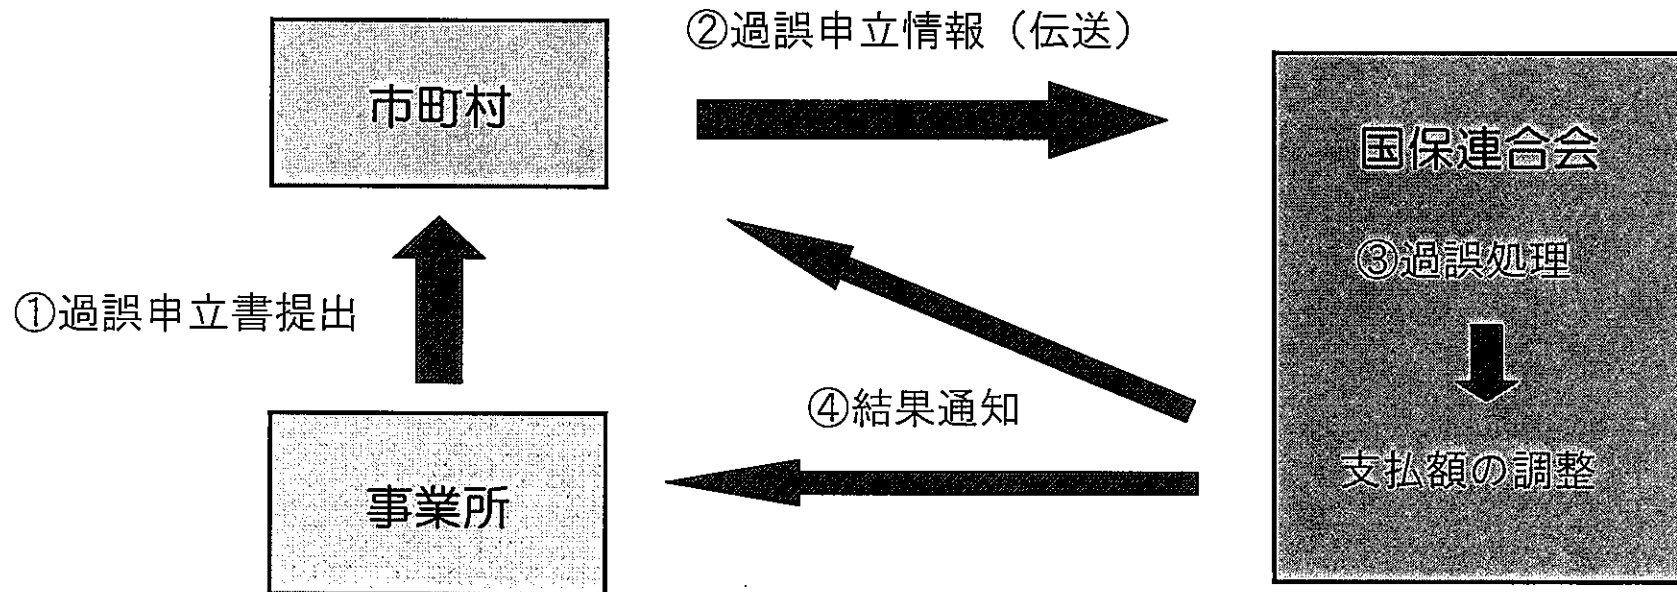 ②過誤申立情報（伝送）
市町村
国保連合会
③過誤処理
①過誤申立書提出
④結果通知
支払額の調整
事業所